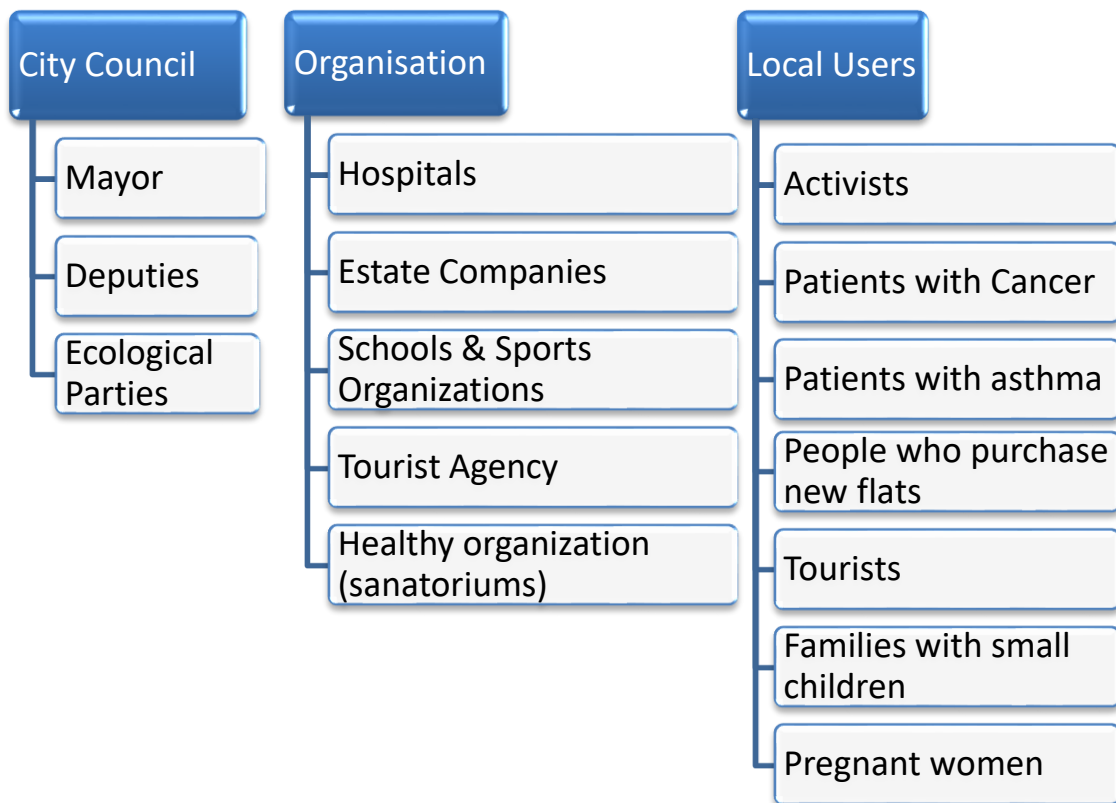 City Council
Mayor
Deputies
Ecological
Parties
Organisation
Hospitals
Estate Companies
Schools & Sports
Organizations
Tourist Agency
Healthy organization
(sanatoriums)
Local Users
Activists
Patients with Cancer
Patients with asthma
People who purchase
new flats
Tourists
Families with small
children
Pregnant women